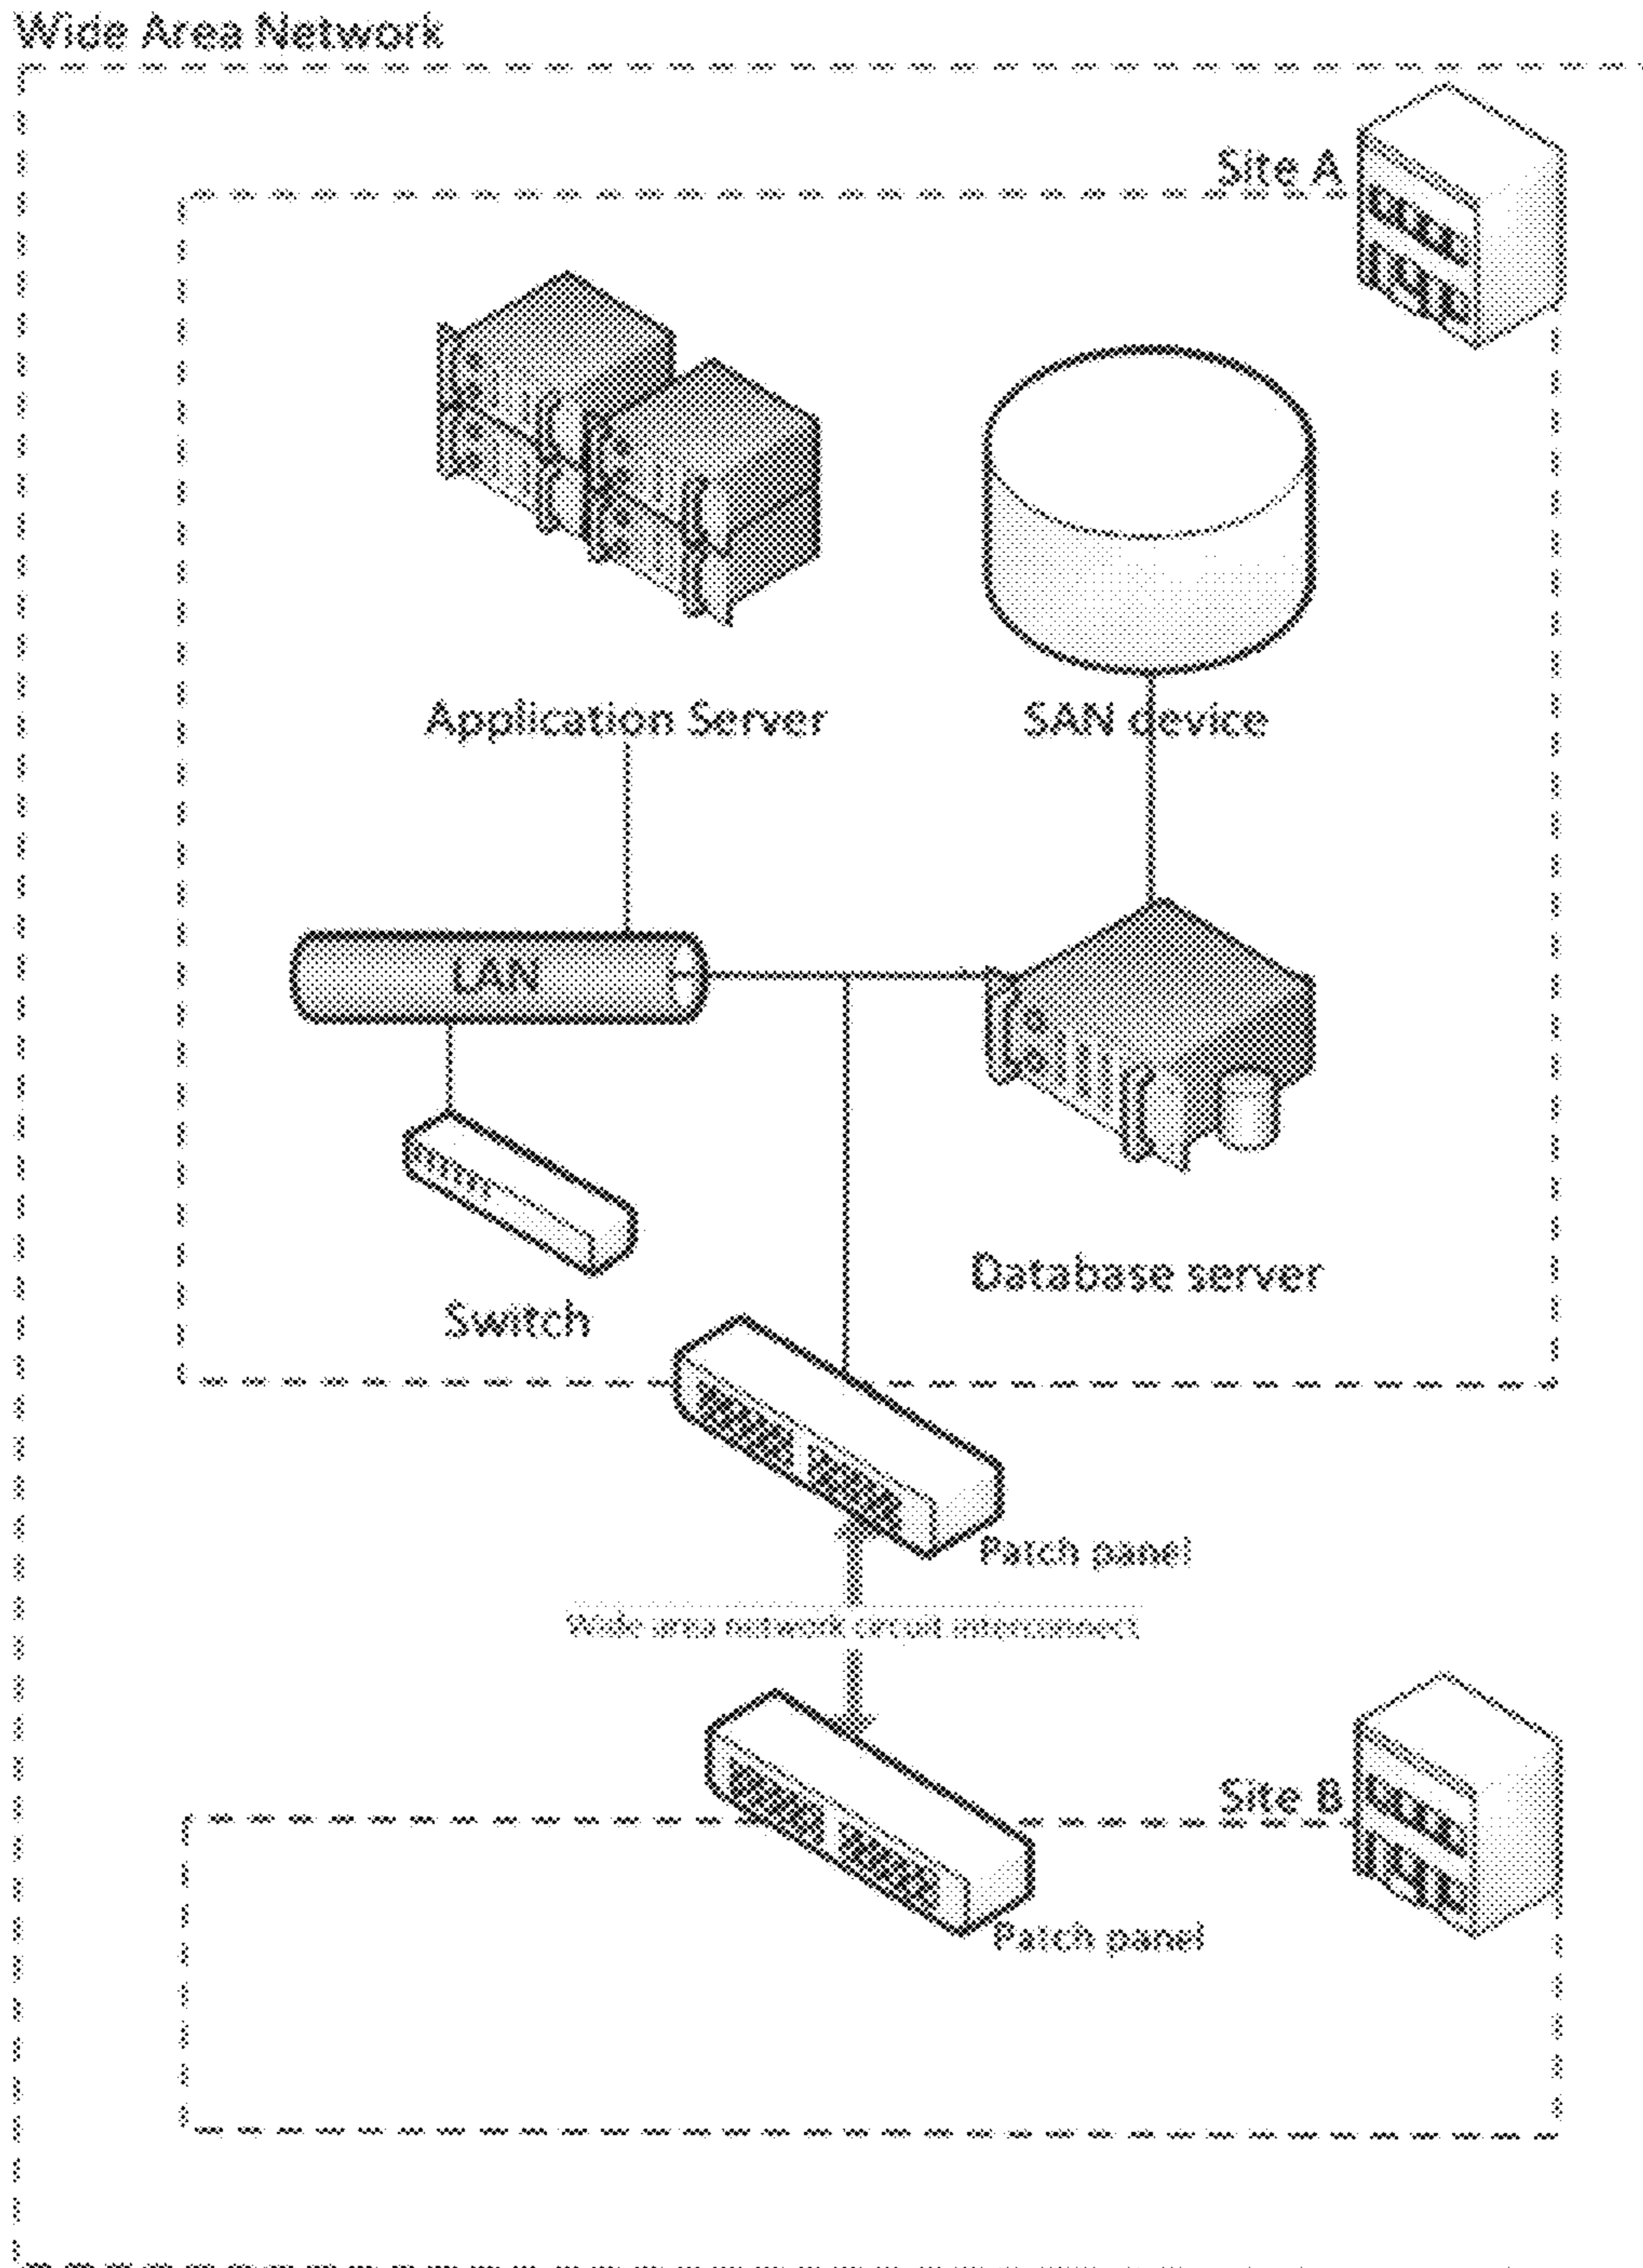 Wide Area Network
Site A
Application Server
SAN device
LAN
Switch
Database server
Patch panel
Wide area network circuit interconnect
Site B
Patch panel